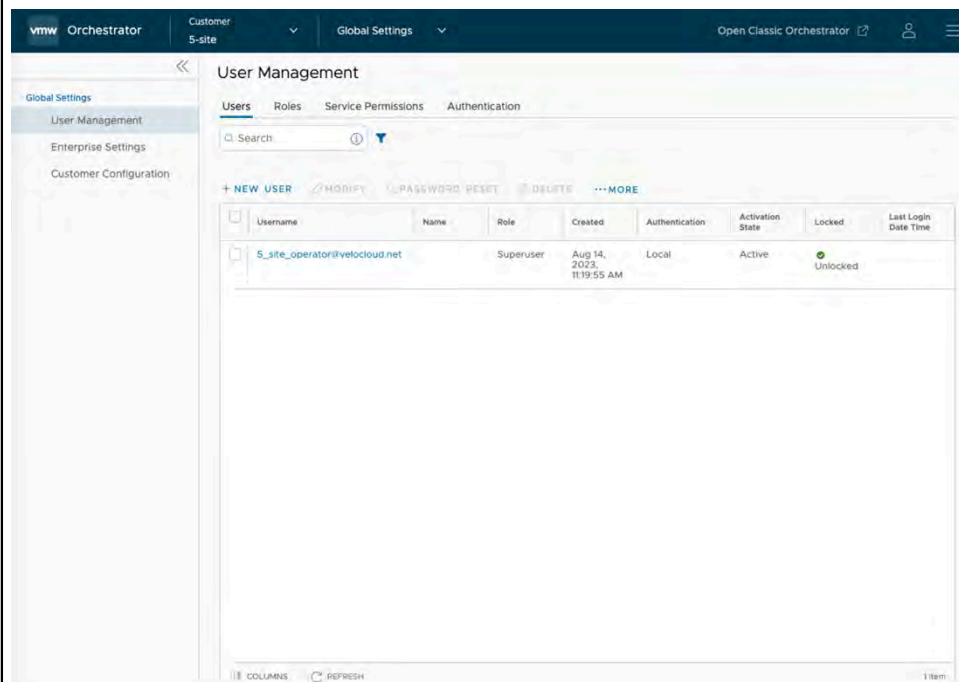 vmw Orchestrator
Customer
5-site
Global Settings
Open Classic Orchestrator
Global Settings
User Management
Enterprise Settings
Customer Configuration
User Management
Users Roles Service Permissions Authentication
Search
+ NEW USER MODIFY PASSWORD RESET DELETE ...MORE
Username Name Role Created Authentication Activation State Locked Last Login Date Time
5_site_operator@velocloud.net Superuser Aug 14, 2023, 11:19:55 AM Local Active Unlocked
COLUMNS REFRESH 1 item